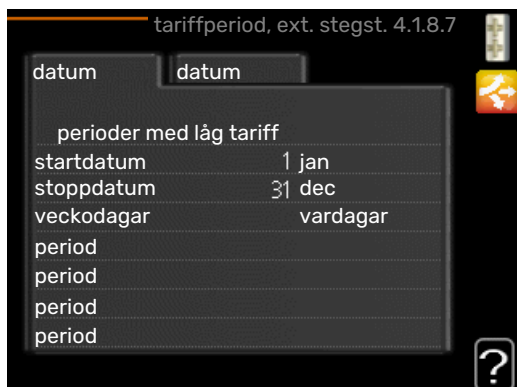 tariffperiod, ext. stegst. 4.1.8.7
datum
datum
perioder med låg tariff
startdatum 1 jan
stoppdatum 31 dec
veckodagar vardagar
period
period
period
period
?